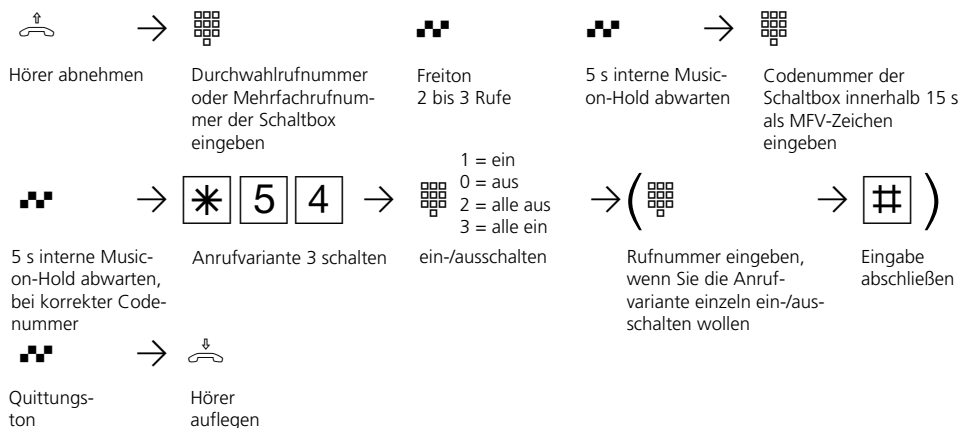 Hörer abnehmen
Durchwahlrufnummer
oder Mehrfachrufnum-
mer der Schaltbox
eingeben
Freiton
2 bis 3 Rufe
5 s interne Music-
on-Hold abwarten
Codenummer der
Schaltbox innerhalb 15 s
als MFV-Zeichen
eingeben
5 s interne Music-
on-Hold abwarten,
bei korrekter Code-
nummer
* 5 4
Anrufvariante 3 schalten
1 = ein
0 = aus
2 = alle aus
3 = alle ein
ein-/ausschalten
(
Rufnummer eingeben,
wenn Sie die Anruf-
variante einzeln ein-/aus-
schalten wollen
# )
Eingabe
abschließen
Quittungs-
ton
Hörer
auflegen